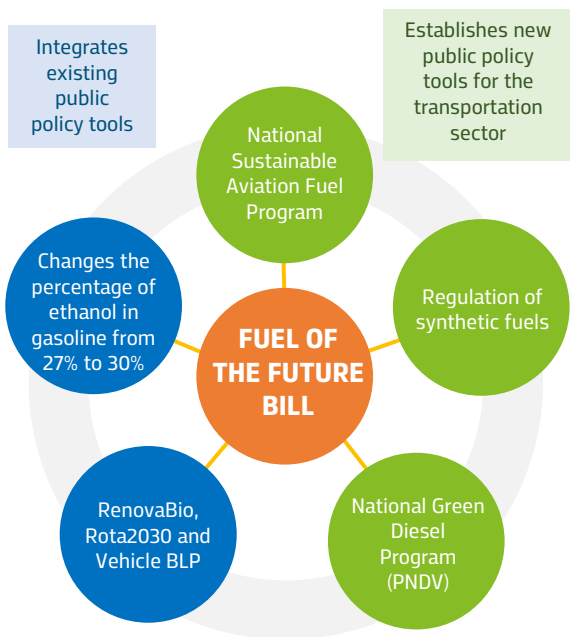 Integrates
existing
public
policy tools
Establishes new
public policy
tools for the
transportation
sector
National
Sustainable
Aviation Fuel
Program
Changes the
percentage of
ethanol in
gasoline from
27% to 30%
Regulation of
synthetic fuels
FUEL OF
THE FUTURE
BILL
RenovaBio,
Rota2030 and
Vehicle BLP
National Green
Diesel
Program
(PNDV)